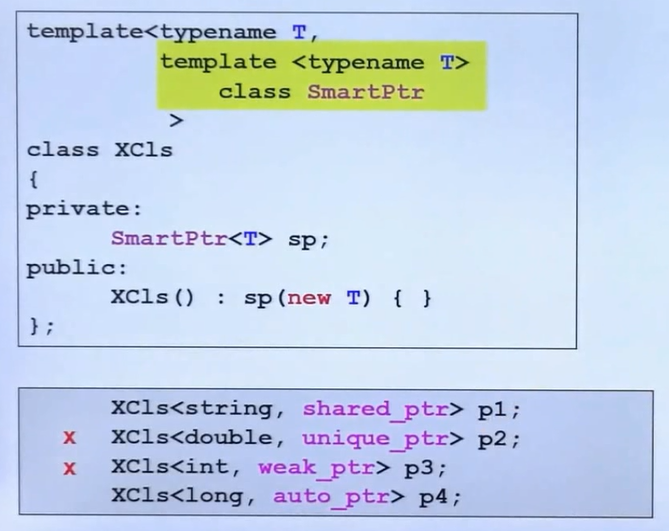 template<typename T,
template <typename T>
class SmartPtr
>
class XCls
{
private:
SmartPtr<T> sp;
public:
XCls() : sp(new T) { }
};
XCls<string, shared_ptr> p1;
x XCls<double, unique_ptr> p2;
x XCls<int, weak_ptr> p3;
XCls<long, auto_ptr> p4;